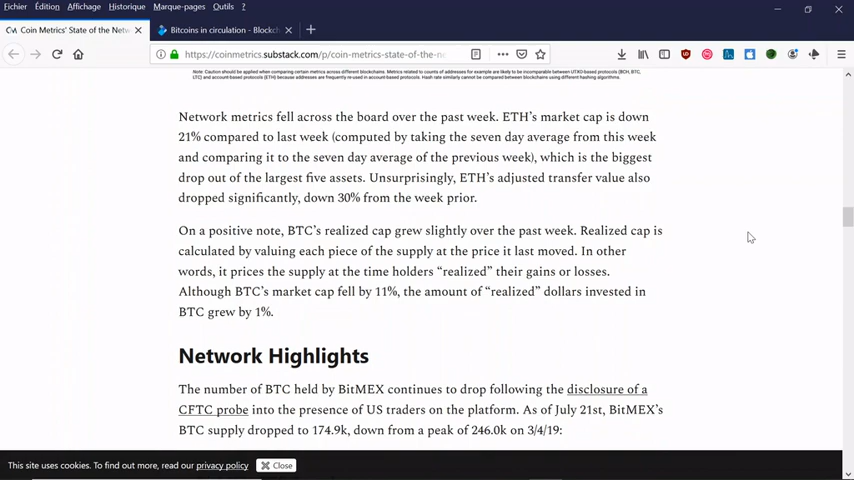 Fichier Édition Affichage Historique Marque-pages Outils ?
Coin Metrics' State of the Netw
Bitcoins in circulation - Blockch
https://coinmetrics.substack.com/p/coin-metrics-state-of-the-ne
Note: Caution should be applied when comparing certain metrics across different blockchains. Metrics related to counts of addresses for example are likely to be incomparable between UTXO-based protocols (BCH, BTC,
LTC) and account-based protocols (ETH) because addresses are frequently re-used in account-based protocols. Hash rate similarly cannot be compared between blockchains using different hashing algorithms.
Network metrics fell across the board over the past week. ETH’s market cap is down
21% compared to last week (computed by taking the seven day average from this week
and comparing it to the seven day average of the previous week), which is the biggest
drop out of the largest five assets. Unsurprisingly, ETH’s adjusted transfer value also
dropped significantly, down 30% from the week prior.
On a positive note, BTC’s realized cap grew slightly over the past week. Realized cap is
calculated by valuing each piece of the supply at the price it last moved. In other
words, it prices the supply at the time holders “realized” their gains or losses.
Although BTC’s market cap fell by 11%, the amount of “realized” dollars invested in
BTC grew by 1%.
Network Highlights
The number of BTC held by BitMEX continues to drop following the disclosure of a
CFTC probe into the presence of US traders on the platform. As of July 21st, BitMEX’s
BTC supply dropped to 174.9k, down from a peak of 246.0k on 3/4/19:
This site uses cookies. To find out more, read our privacy policy
Close